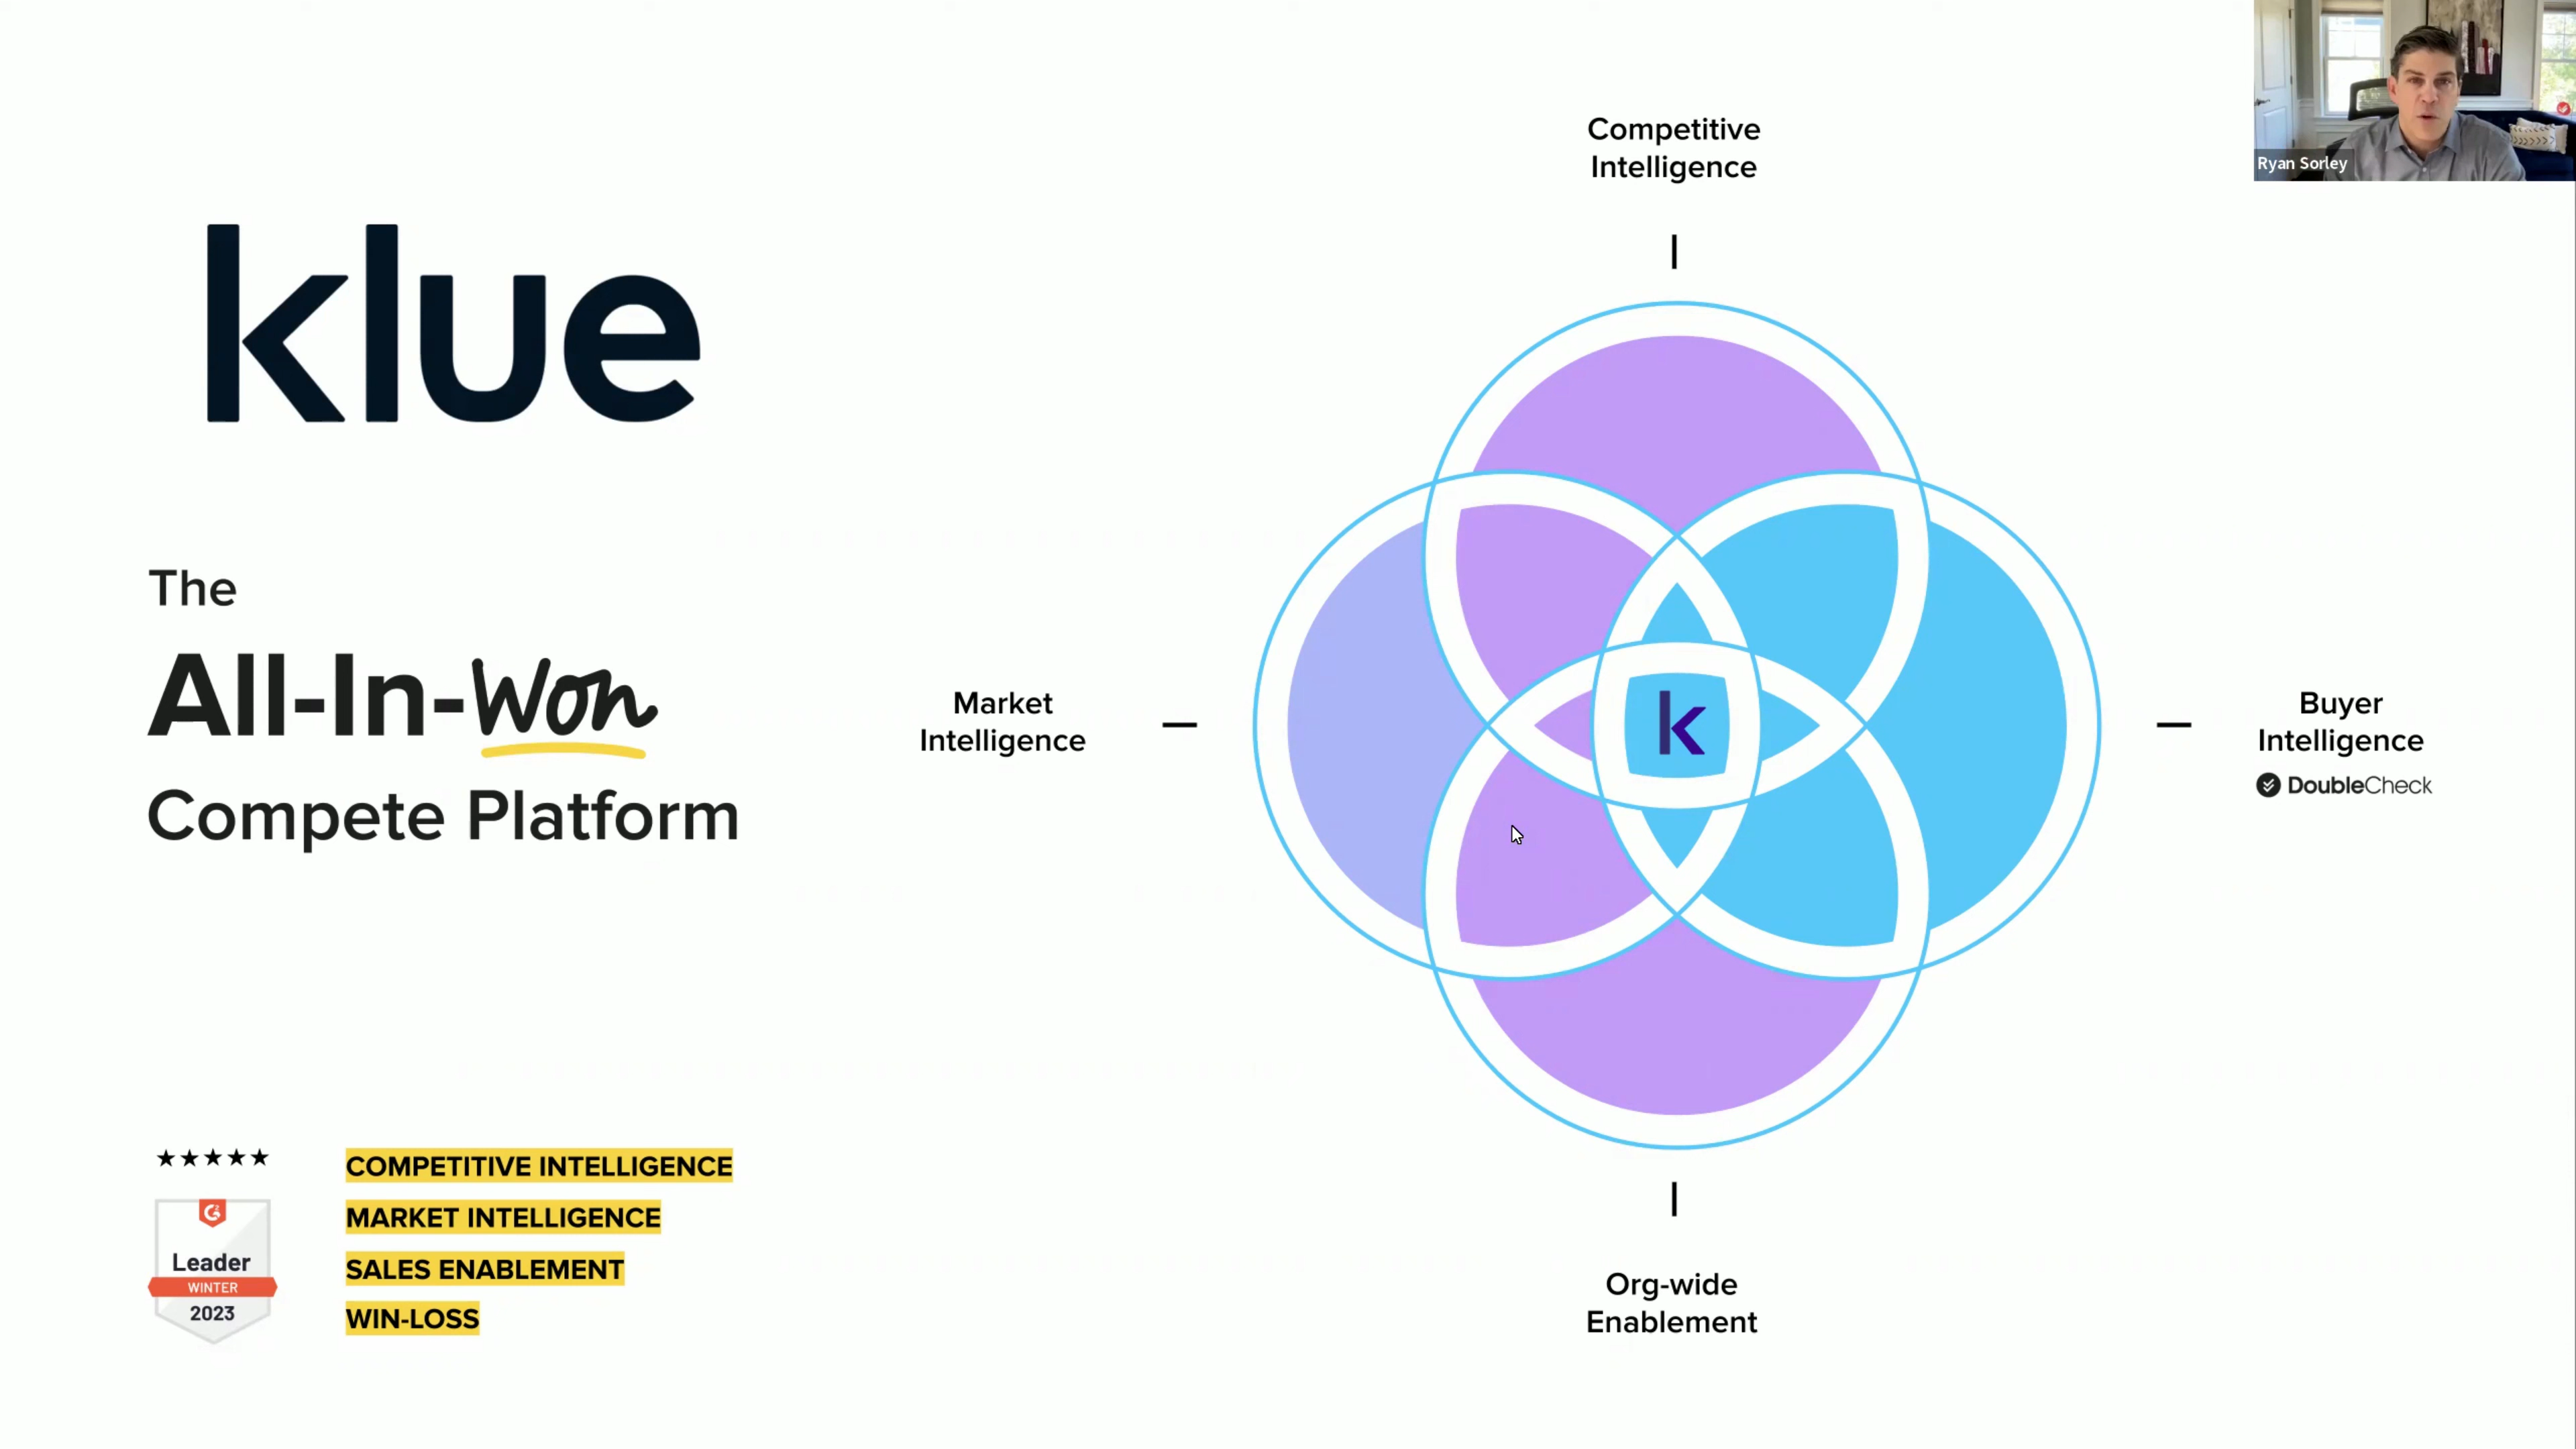 klue
The
All-In-Won
Compete Platform
★★★★★
Leader
WINTER
2023
COMPETITIVE INTELLIGENCE
MARKET INTELLIGENCE
SALES ENABLEMENT
WIN-LOSS
Competitive
Intelligence
Market
Intelligence
k
Buyer
Intelligence
DoubleCheck
Org-wide
Enablement
Ryan Sorley